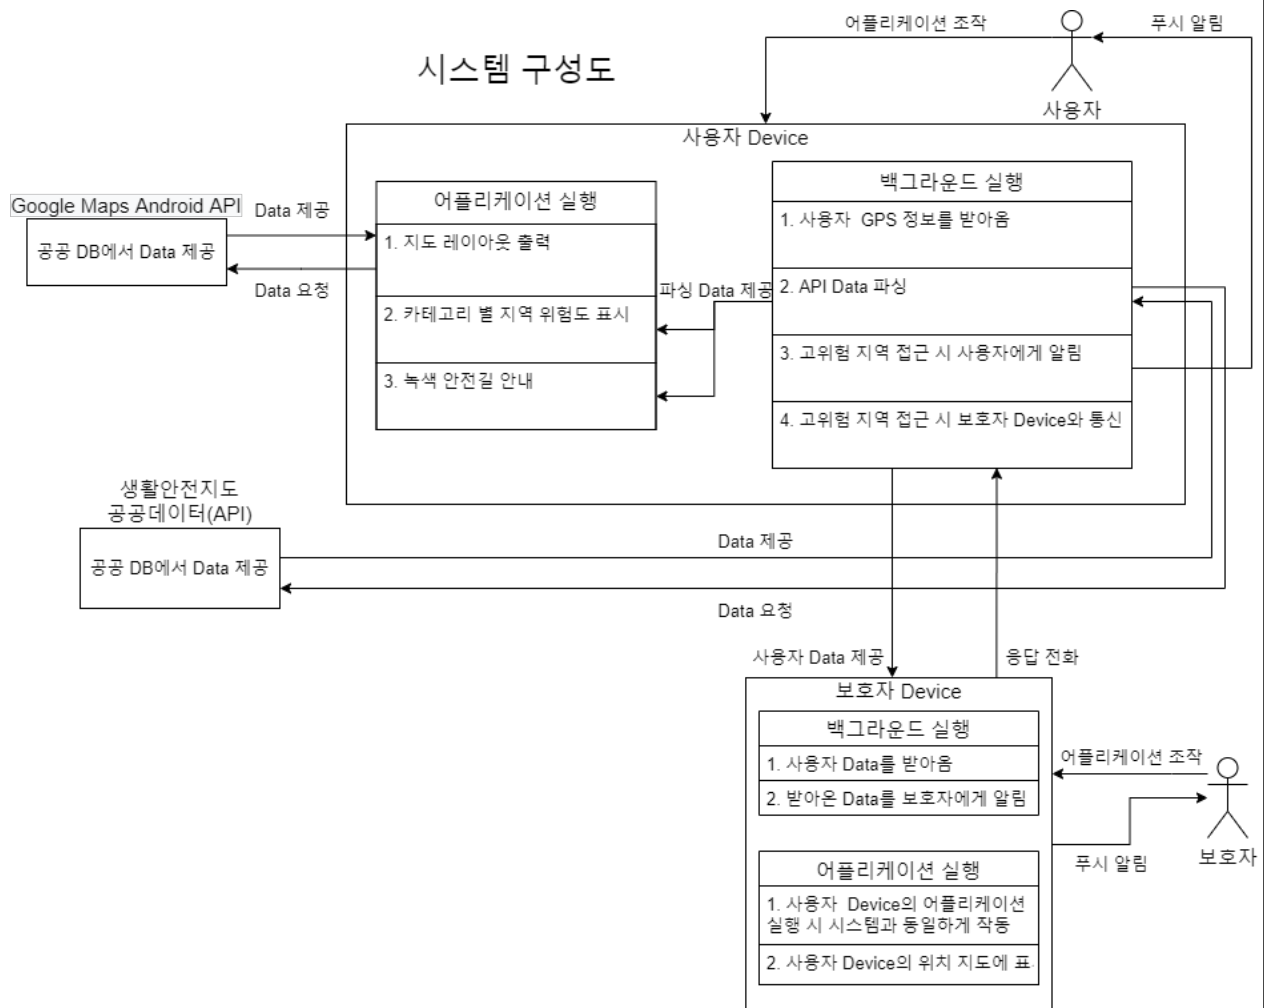 어플리케이션 조작
푸시 알림
시스템 구성도
사용자
사용자 Device
Google Maps Android API
공공 DB에서 Data 제공
Data 제공
Data 요청
어플리케이션 실행
1. 지도 레이아웃 출력
2. 카테고리 별 지역 위험도 표시
3. 녹색 안전길 안내
파싱 Data 제공
백그라운드 실행
1. 사용자  GPS 정보를 받아옴
2. API Data 파싱
3. 고위험 지역 접근 시 사용자에게 알림
4. 고위험 지역 접근 시 보호자 Device와 통신
생활안전지도
공공데이터(API)
공공 DB에서 Data 제공
Data 제공
Data 요청
사용자 Data 제공
응답 전화
보호자 Device
백그라운드 실행
1. 사용자 Data를 받아옴
2. 받아온 Data를 보호자에게 알림
어플리케이션 실행
1. 사용자  Device의 어플리케이션
실행 시 시스템과 동일하게 작동
2. 사용자 Device의 위치 지도에 표
어플리케이션 조작
푸시 알림
보호자